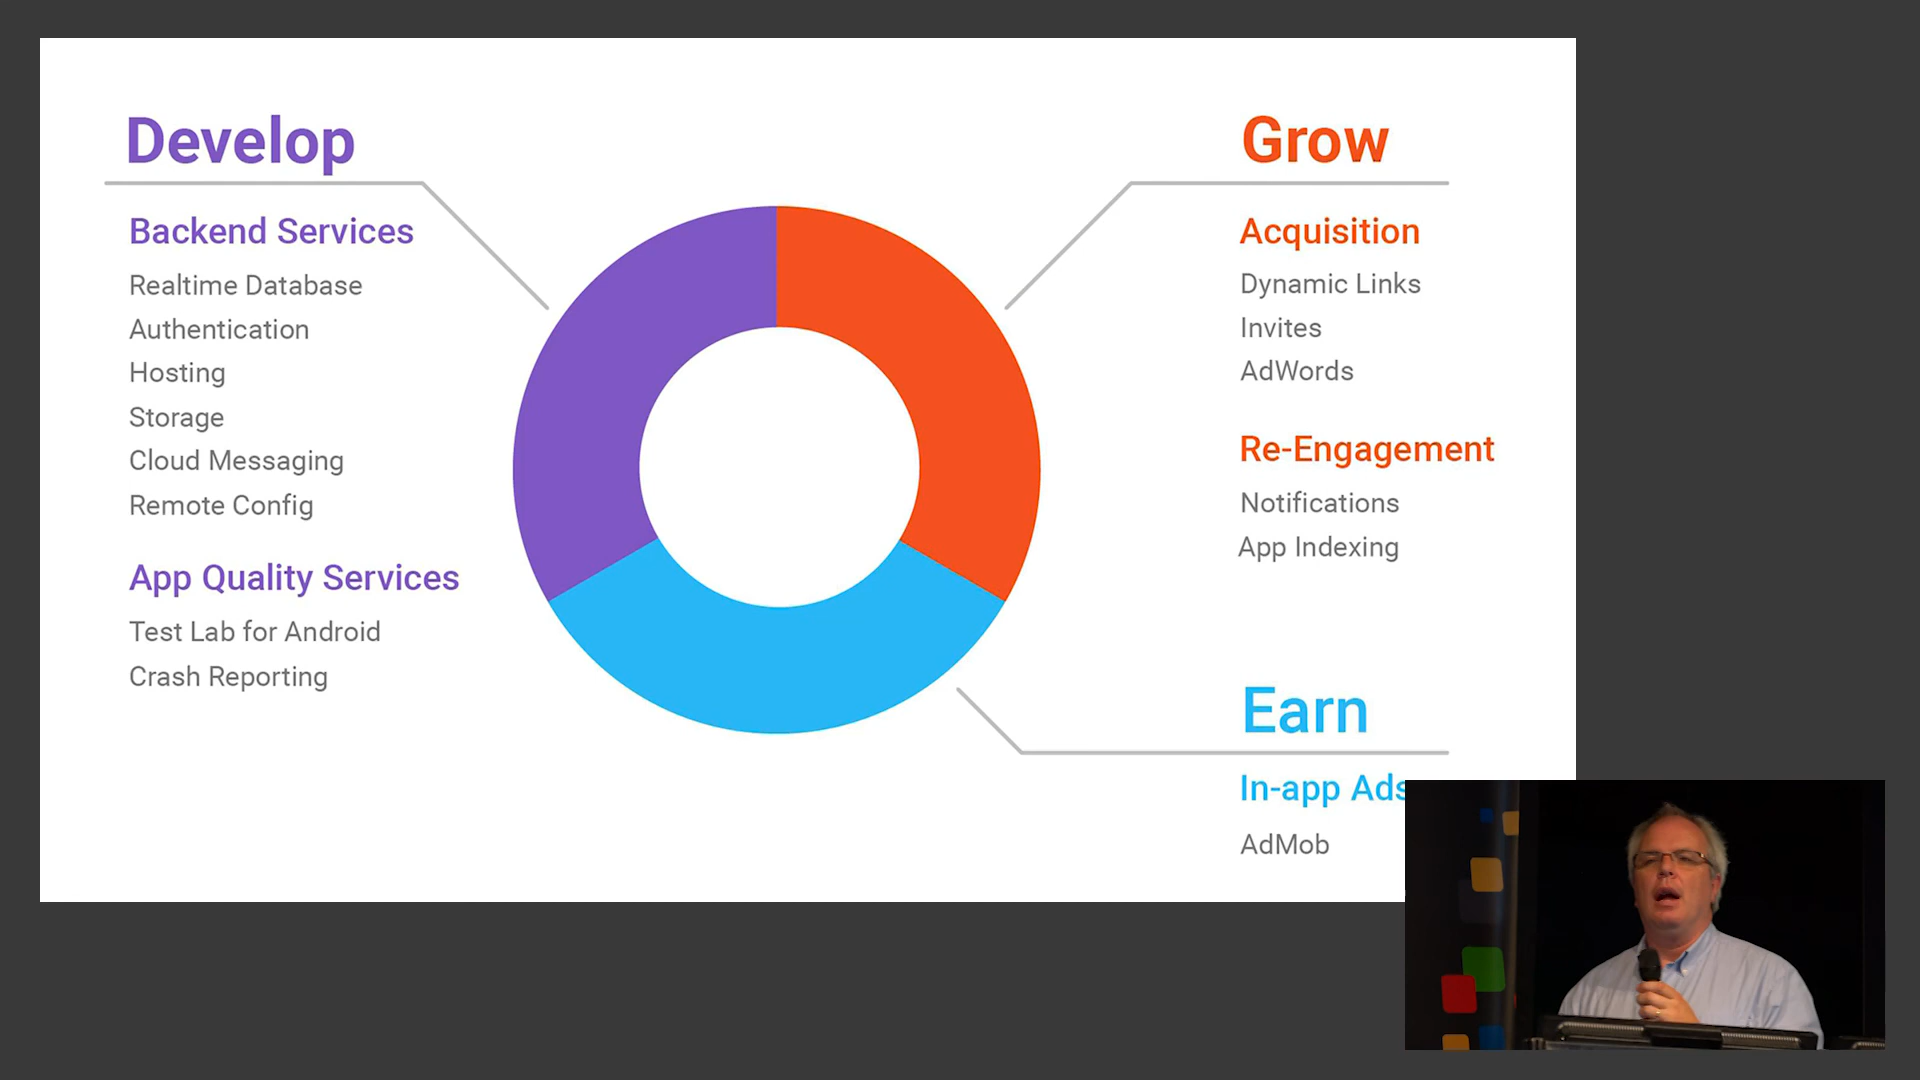 Develop
Backend Services
Realtime Database
Authentication
Hosting
Storage
Cloud Messaging
Remote Config
App Quality Services
Test Lab for Android
Crash Reporting
Grow
Acquisition
Dynamic Links
Invites
AdWords
Re-Engagement
Notifications
App Indexing
Earn
In-app Ads
AdMob